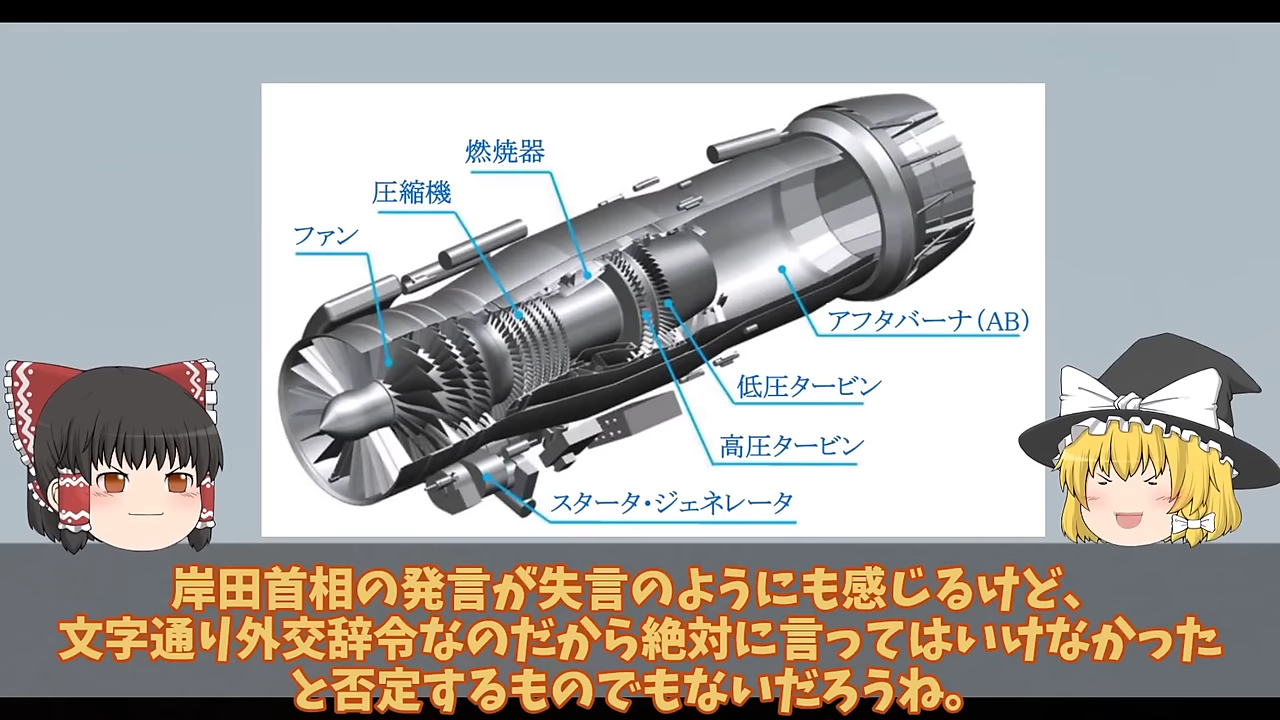 燃焼器
圧縮機
ファン
アフタバーナ(AB)
低圧タービン
高圧タービン
スタータ・ジェネレータ
岸田首相の発言が失言のようにも感じるけど、
文字通り外交辞令なのだから絶対に言ってはいけなかった
と否定するものでもないだろうね。